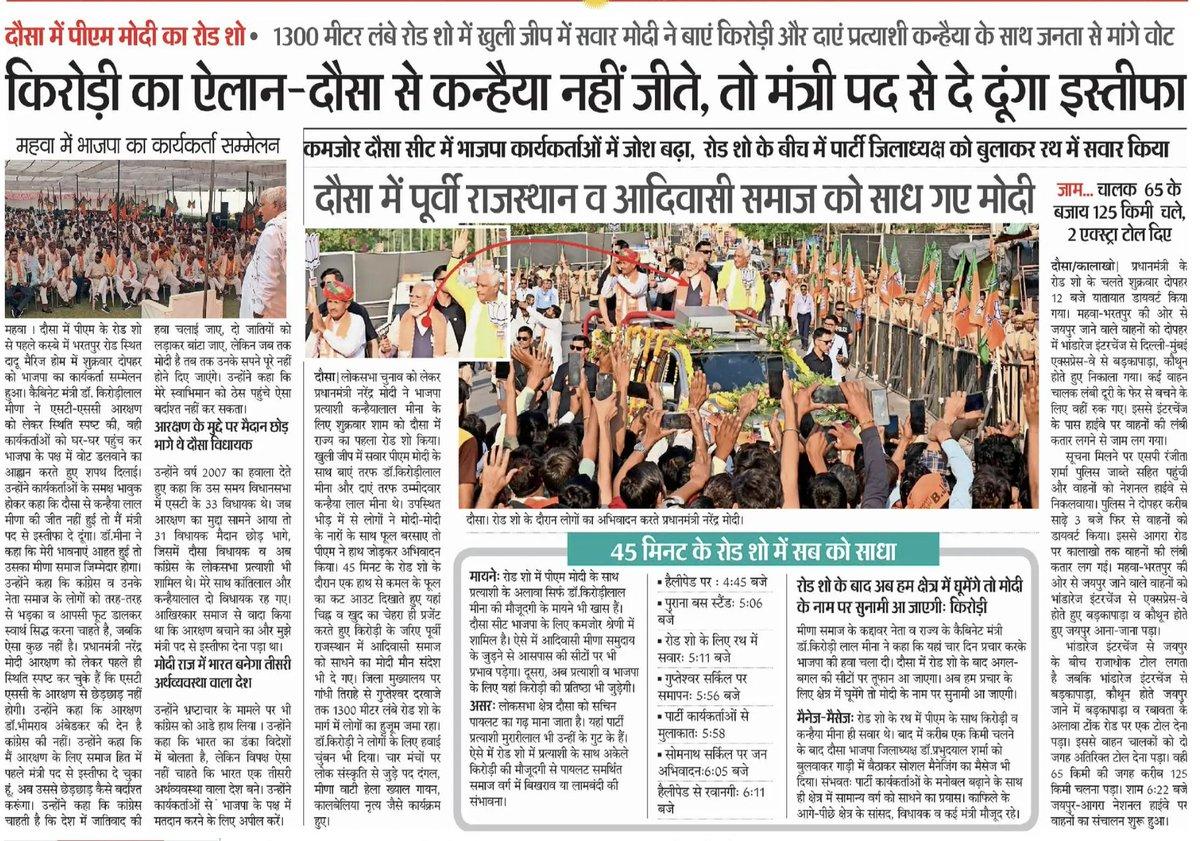 दौसा में पीएम मोदी का रोड शो • 1300 मीटर लंबे रोड शो में खुली जीप में सवार मोदी ने बाएं किरोड़ी और दाएं प्रत्याशी कन्हैया के साथ जनता से मांगे वोट
किरोड़ी का ऐलान-दौसा से कन्हैया नहीं जीते, तो मंत्री पद से दे दूंगा इस्तीफा
महवा में भाजपा का कार्यकर्ता सम्मेलन
महवा। दौसा में पीएम के रोड शो
से पहले कस्बे में भरतपुर रोड स्थित
दादू मैरिज होम में शुक्रवार दोपहर
को भाजपा का कार्यकर्ता सम्मेलन
हुआ। कैबिनेट मंत्री डॉ. किरोड़ीलाल
मीणा ने एसटी-एससी आरक्षण
को लेकर स्थिति स्पष्ट की, वही
कार्यकर्ताओं को घर-घर पहुंच कर
भाजपा के पक्ष में वोट डलवाने का
आह्वान करते हुए शपथ दिलाई।
उन्होंने कार्यकर्ताओं के समक्ष भावुक
होकर कहा कि दौसा से कन्हैया लाल
मीणा की जीत नहीं हुई तो मैं मंत्री
पद से इस्तीफा दे दूंगा। डॉ.मीना ने
कहा कि मेरी भावनाएं आहत हुई तो
उसका मीणा समाज जिम्मेदार होगा।
उन्होंने कहा कि कांग्रेस व उनके
नेता समाज के लोगों को तरह-तरह
से भड़का व आपसी फूट डालकर
स्वार्थ सिद्ध करना चाहते है, जबकि
ऐसा कुछ नहीं है। प्रधानमंत्री नरेंद्र
मोदी आरक्षण को लेकर पहले ही
स्थिति स्पष्ट कर चुके हैं कि एसटी
एससी के आरक्षण से छेड़छाड़ नहीं
होगी। उन्होंने कहा कि आरक्षण
डॉ.भीमराव अंबेडकर की देन है
कांग्रेस की नहीं। उन्होंने कहा कि
मैं आरक्षण के लिए समाज हित में
पहले मंत्री पद से इस्तीफा दे चुका
हूं, अब उससे छेड़छाड़ कैसे बर्दाश्त
करूंगा। उन्होंने कहा कि कांग्रेस
चाहती है कि देश में जातिवाद की
हवा चलाई जाए, दो जातियों को
लड़ाकर बांटा जाए, लेकिन जब तक
मोदी है तब तक उनके सपने पूरे नहीं
होने दिए जाएंगे। उन्होंने कहा कि
मेरे स्वाभिमान को ठेस पहुंचे ऐसा
बर्दाश्त नहीं कर सकता।
आरक्षण के मुद्दे पर मैदान छोड़
भागे थे दौसा विधायक
उन्होंने वर्ष 2007 का हवाला देते
हुए कहा कि उस समय विधानसभा
में एसटी के 33 विधायक थे। जब
आरक्षण का मुद्दा सामने आया तो
31 विधायक मैदान छोड़ भागे,
जिसमें दौसा विधायक व अब
कांग्रेस के लोकसभा प्रत्याशी भी
शामिल थे। मेरे साथ कांतिलाल और
कन्हैयालाल दो विधायक रह गए।
आखिरकार समाज से वादा किया
था कि आरक्षण बचाने का और मुझे
मंत्री पद से इस्तीफा देना पड़ा था।
मोदी राज में भारत बनेगा तीसरी
अर्थव्यवस्था वाला देश
उन्होंने भ्रष्टाचार के मामले पर भी
कांग्रेस को आडे हाथ लिया । उन्होंने
कहा कि भारत का डंका विदेशों
में बोलता है, लेकिन विपक्ष ऐसा
नहीं चाहते कि भारत एक तीसरी
अर्थव्यवस्था वाला देश बने। उन्होंने
कार्यकर्ताओं से भाजपा के पक्ष में
मतदान करने के लिए अपील करें।
कमजोर दौसा सीट में भाजपा कार्यकर्ताओं में जोश बढ़ा, रोड शो के बीच में पार्टी जिलाध्यक्ष को बुलाकर रथ में सवार किया
दौसा में पूर्वी राजस्थान व आदिवासी समाज को साध गए मोदी
दौसा|लोकसभा चुनाव को लेकर
प्रधानमंत्री नरेंद्र मोदी ने भाजपा
प्रत्याशी कन्हैयालाल मीना के
लिए शुक्रवार शाम को दौसा में
राज्य का पहला रोड शो किया।
खुली जीप में सवार पीएम मोदी के
साथ बाएं तरफ डॉ.किरोड़ीलाल
मीना और दाएं तरफ उम्मीदवार
कन्हैया लाल मीना थे। उपस्थित
भीड़ में से लोगों ने मोदी-मोदी
के नारों के साथ फूल बरसाए तो
पीएम ने हाथ जोड़कर अभिवादन
किया। 45 मिनट के रोड शो के
दौरान एक हाथ से कमल के फूल
का कट आउट दिखाते हुए यहां
चिह्न व खुद का चेहरा ही प्रजेंट
करते हुए किरोड़ी के जरिए पूर्वी
राजस्थान में आदिवासी समाज
को साधने का मोदी मौन संदेश
भी दे गए। जिला मुख्यालय पर
गांधी तिराहे से गुप्तेश्वर दरवाजे
तक 1300 मीटर लंबे रोड शो के
मार्ग में लोगों का हुजूम जमा रहा।
डॉ.किरोड़ी ने लोगों के लिए हवाई
चुंबन भी दिया। चार मंचों पर
लोक संस्कृति से जुड़े पद दंगल,
मीणा वाटी हेला ख्याल गायन,
कालबेलिया नृत्य जैसे कार्यक्रम
हुए।
दौसा। रोड शो के दौरान लोगों का अभिवादन करते प्रधानमंत्री नरेंद्र मोदी।
45 मिनट के रोड शो में सब को साधा
मायनेः रोड शो में पीएम मोदी के साथ
प्रत्याशी के अलावा सिर्फ डॉ.किरोड़ीलाल
मीना की मौजूदगी के मायने भी खास हैं।
दौसा सीट भाजपा के लिए कमजोर श्रेणी में
शामिल है। ऐसे में आदिवासी मीणा समुदाय
के जुड़ने से आसपास की सीटों पर भी
प्रभाव पड़ेगा। दूसरा, अब प्रत्याशी व भाजपा
के लिए यहां किरोड़ी की प्रतिष्ठा भी जुड़ेगी।
असरः लोकसभा क्षेत्र दौसा को सचिन
पायलट का गढ़ माना जाता है। यहां पार्टी
प्रत्याशी मुरारीलाल भी उन्हीं के गुट के हैं।
ऐसे में रोड शो में प्रत्याशी के साथ अकेले
किरोड़ी की मौजूदगी से पायलट समर्थित
समाज वर्ग में बिखराव या लामबंदी की
संभावना।
▪ हैलीपेड पर : 4:45 बजे
▪ पुराना बस स्टैंडः 5:06
बजे
▪ रोड शो के लिए रथ में
सवारः 5:11 बजे
▪ गुप्तेश्वर सर्किल पर
समापनः 5:56 बजे
▪ पार्टी कार्यकर्ताओं से
मुलाकातः 5:58
▪ सोमनाथ सर्किल पर जन
अभिवादनः6:05 बजे
हैलीपेड से रवानगीः 6:11
बजे
रोड शो के बाद अब हम क्षेत्र में घूमेंगे तो मोदी
के नाम पर सुनामी आ जाएगीः किरोड़ी
मीणा समाज के कद्दावर नेता व राज्य के कैबिनेट मंत्री
डॉ.किरोड़ी लाल मीना ने कहा कि यहां चार दिन प्रचार करके
भाजपा की हवा चला दी। दौसा में रोड शो के बाद अगल-
बगल की सीटों पर तूफान आ जाएगा। अब हम प्रचार के
लिए क्षेत्र में घूमेंगे तो मोदी के नाम पर सुनामी आ जाएगी।
मैनेज-मैसेजः रोड शो के रथ में पीएम के साथ किरोड़ी व
कन्हैया मीना ही सवार थे। बाद में करीब एक किमी चलने
के बाद दौसा भाजपा जिलाध्यक्ष डॉ.प्रभुदयाल शर्मा को
बुलवाकर गाड़ी में बैठाकर सोशल मैनेजिंग का मैसेज भी
दिया। संभवतः पार्टी कार्यकर्ताओं के मनोबल बढ़ाने के साथ
ही क्षेत्र में सामान्य वर्ग को साधने का प्रयास। काफिले के
आगे-पीछे क्षेत्र के सांसद, विधायक व कई मंत्री मौजूद रहे।
जाम... चालक 65 के
बजाय 125 किमी चले,
2 एक्स्ट्रा टोल दिए
दौसा/कालाखो| प्रधानमंत्री के
रोड शो के चलते शुक्रवार दोपहर
12 बजे यातायात डायवर्ट किया
गया। महवा-भरतपुर की ओर से
जयपुर जाने वाले वाहनों को दोपहर
में भांडारेज इंटरचेंज से दिल्ली-मुंबई
एक्सप्रेस-वे से बड़कापाड़ा, कौथून
होते हुए निकाला गया। कई वाहन
चालक लंबी दूरी के फेर से बचने के
लिए वहीं रुक गए। इससे इंटरचेंज
के पास हाईवे पर वाहनों की लंबी
कतार लगने से जाम लग गया।
सूचना मिलने पर एसपी रंजीता
शर्मा पुलिस जाब्ते सहित पहुंची
और वाहनों को नेशनल हाईवे से
निकलवाया। पुलिस ने दोपहर करीब
साढ़े 3 बजे फिर से वाहनों को
डायवर्ट किया। इससे आगरा रोड
पर कालाखो तक वाहनों की लंबी
कतार लग गई। महवा-भरतपुर की
ओर से जयपुर जाने वाले वाहनों को
भांडारेज इंटरचेंज से एक्सप्रेस-वे
होते हुए बड़कापाड़ा व कौथून होते
हुए जयपुर आना-जाना पड़ा।
भांडारेज इंटरचेंज से जयपुर
के बीच राजाधोक टोल लगता
है जबकि भांडारेज इंटरचेंज से
बड़कापाड़ा, कौथून होते जयपुर
जाने में बड़कापाड़ा व रबावता के
अलावा टोंक रोड पर एक टोल देना
पड़ा। इससे वाहन चालकों को दो
जगह अतिरिक्त टोल देना पड़ा। वही
65 किमी की जगह करीब 125
किमी चलना पड़ा। शाम 6:22 बजे
जयपुर-आगरा नेशनल हाईवे पर
वाहनों का संचालन शुरू हुआ।